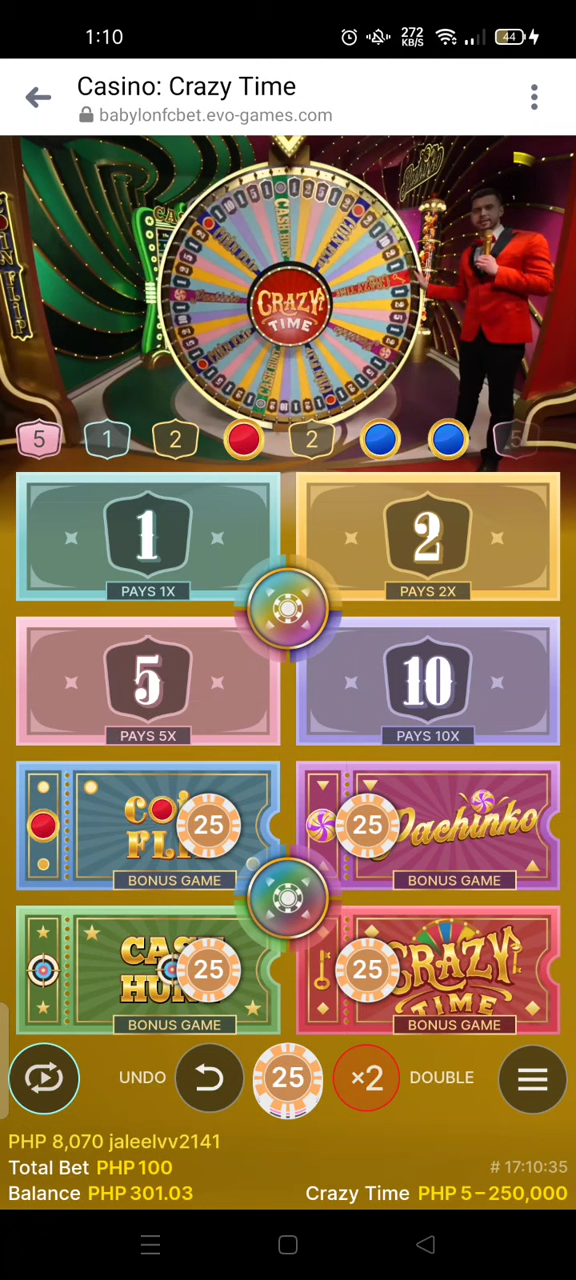 1:10
272
KB/S
44
Casino: Crazy Time
babylonfcbet.evo-games.com
CRAZY
TIME
5 1 2 2 5
1 2
PAYS 1X PAYS 2X
5 10
PAYS 5X PAYS 10X
25 25 Pachinko
BONUS GAME BONUS GAME
25 25 CRAZY
TIME
BONUS GAME BONUS GAME
UNDO 25 ×2 DOUBLE
PHP 8,070 jaleelvv2141
Total Bet PHP 100 # 17:10:35
Balance PHP 301.03 Crazy Time PHP 5–250,000